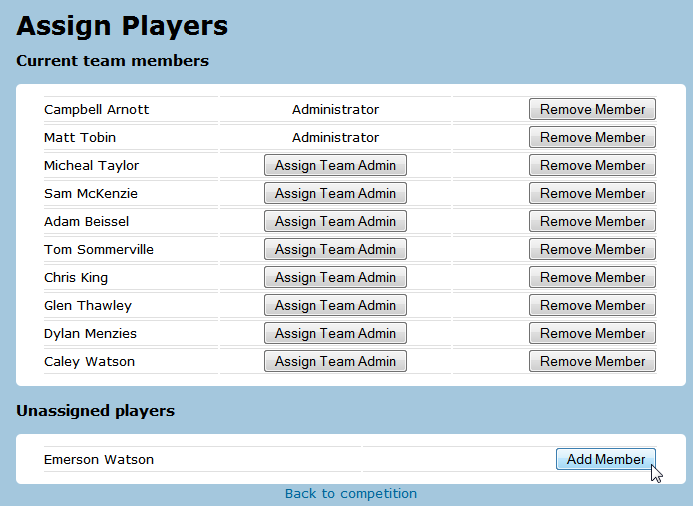 Assign Players
Current team members
Campbell Arnott Administrator Remove Member
Matt Tobin Administrator Remove Member
Micheal Taylor Assign Team Admin Remove Member
Sam McKenzie Assign Team Admin Remove Member
Adam Beissel Assign Team Admin Remove Member
Tom Sommerville Assign Team Admin Remove Member
Chris King Assign Team Admin Remove Member
Glen Thawley Assign Team Admin Remove Member
Dylan Menzies Assign Team Admin Remove Member
Caley Watson Assign Team Admin Remove Member
Unassigned players
Emerson Watson Add Member
Back to competition